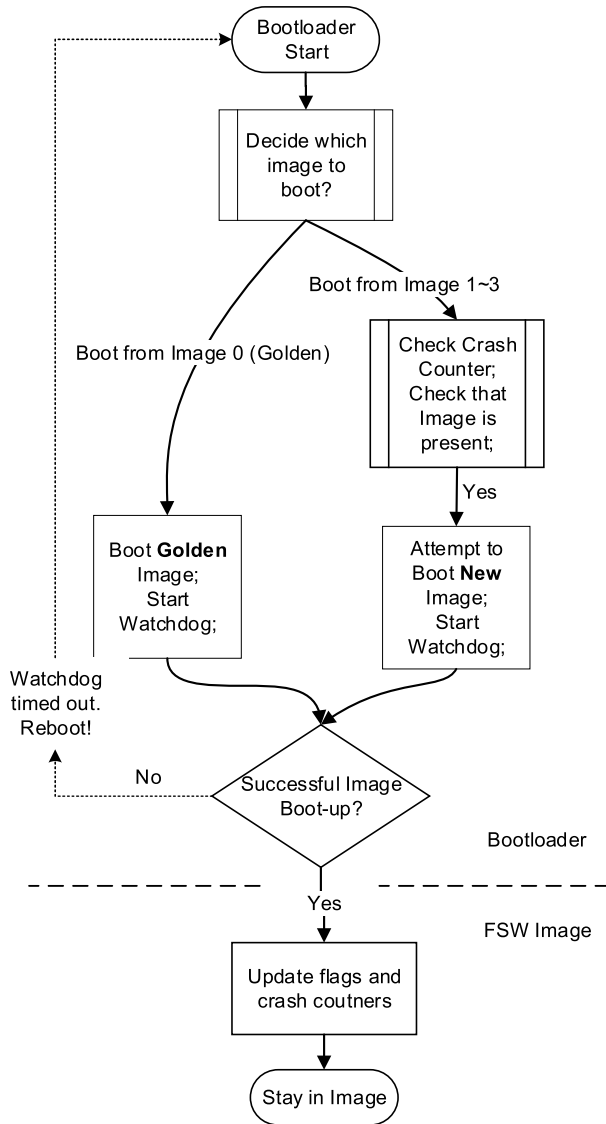 Bootloader
Start
Decide which
image to
boot?
Boot from Image 1~3
Boot from Image 0 (Golden)
Check Crash
Counter;
Check that
Image is
present;
Yes
Boot Golden
Image;
Start
Watchdog;
Attempt to
Boot New
Image;
Start
Watchdog;
Watchdog
timed out.
Reboot!
No
Successful Image
Boot-up?
Bootloader
Yes
FSW Image
Update flags and
crash coutners
Stay in Image